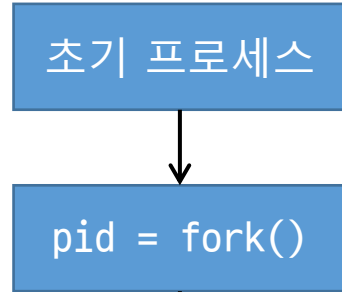 초기 프로세스
pid = fork()